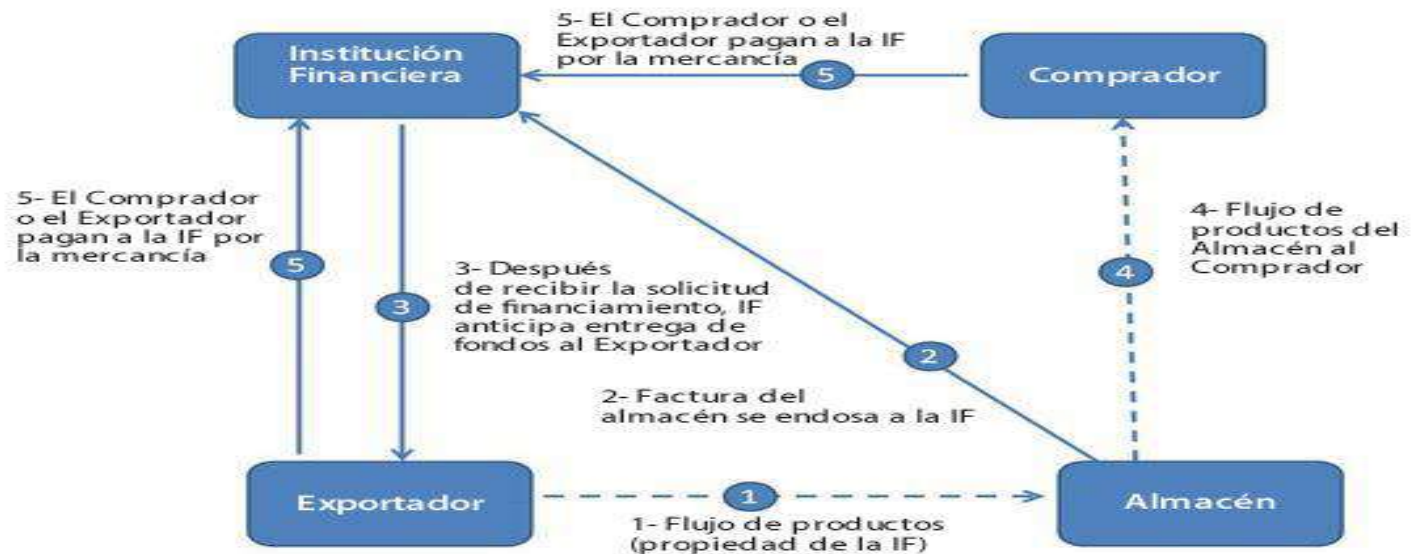 Institución
Financiera
5- El Comprador o el
Exportador pagan a la IF
por la mercancía
5
Comprador
5- El Comprador
o el Exportador
pagan a la IF por
la mercancía
5
3
3- Después
de recibir la solicitud
de financiamiento, IF
anticipa entrega de
fondos al Exportador
4- Flujo de
productos del
Almacén al
Comprador
4
2
2- Factura del
almacén se endosa a la IF
Exportador
1
1- Flujo de productos
(propiedad de la IF)
Almacén